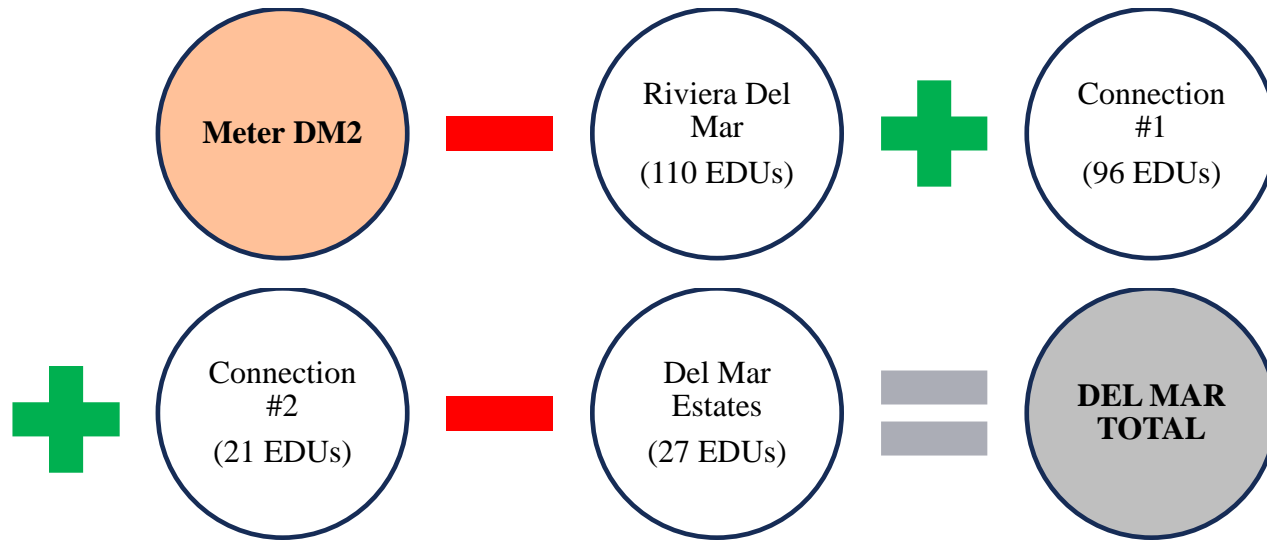 Meter DM2
Riviera Del
Mar
(110 EDUs)
Connection
#1
(96 EDUs)
Connection
#2
(21 EDUs)
Del Mar
Estates
(27 EDUs)
DEL MAR
TOTAL